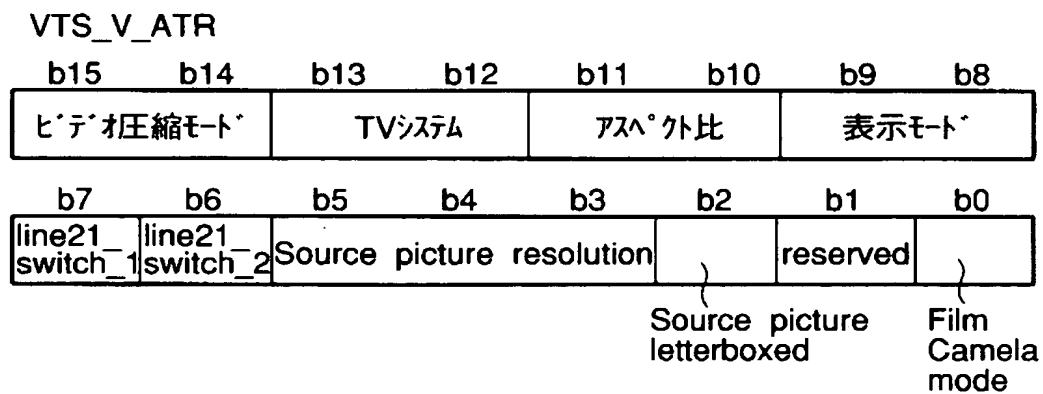 VTS_V_ATR
b15 b14 b13 b12 b11 b10 b9 b8
ビデオ圧縮モード TVシステム アスペクト比 表示モード
b7 b6 b5 b4 b3 b2 b1 b0
line21_switch_1 line21_switch_2 Source picture resolution reserved
Source picture letterboxed
Film Camela mode